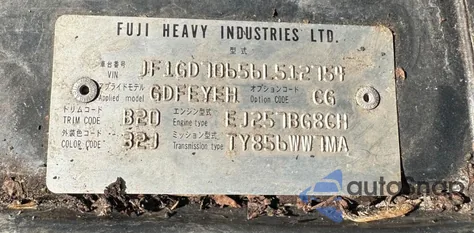 FUJI HEAVY INDUSTRIES LTD.
型式
車台番号
VIN JF1GD70656L512754
アプライドモデル オプションコード
Applied model GDFEYEH Option CODE CG
トリムコード エンジン型式
TRIM CODE B20 Engine type EJ251BG8CH
外装色コード ミッション型式
COLOR CODE 32J Transmission type TY856WW1MA
autoSnap